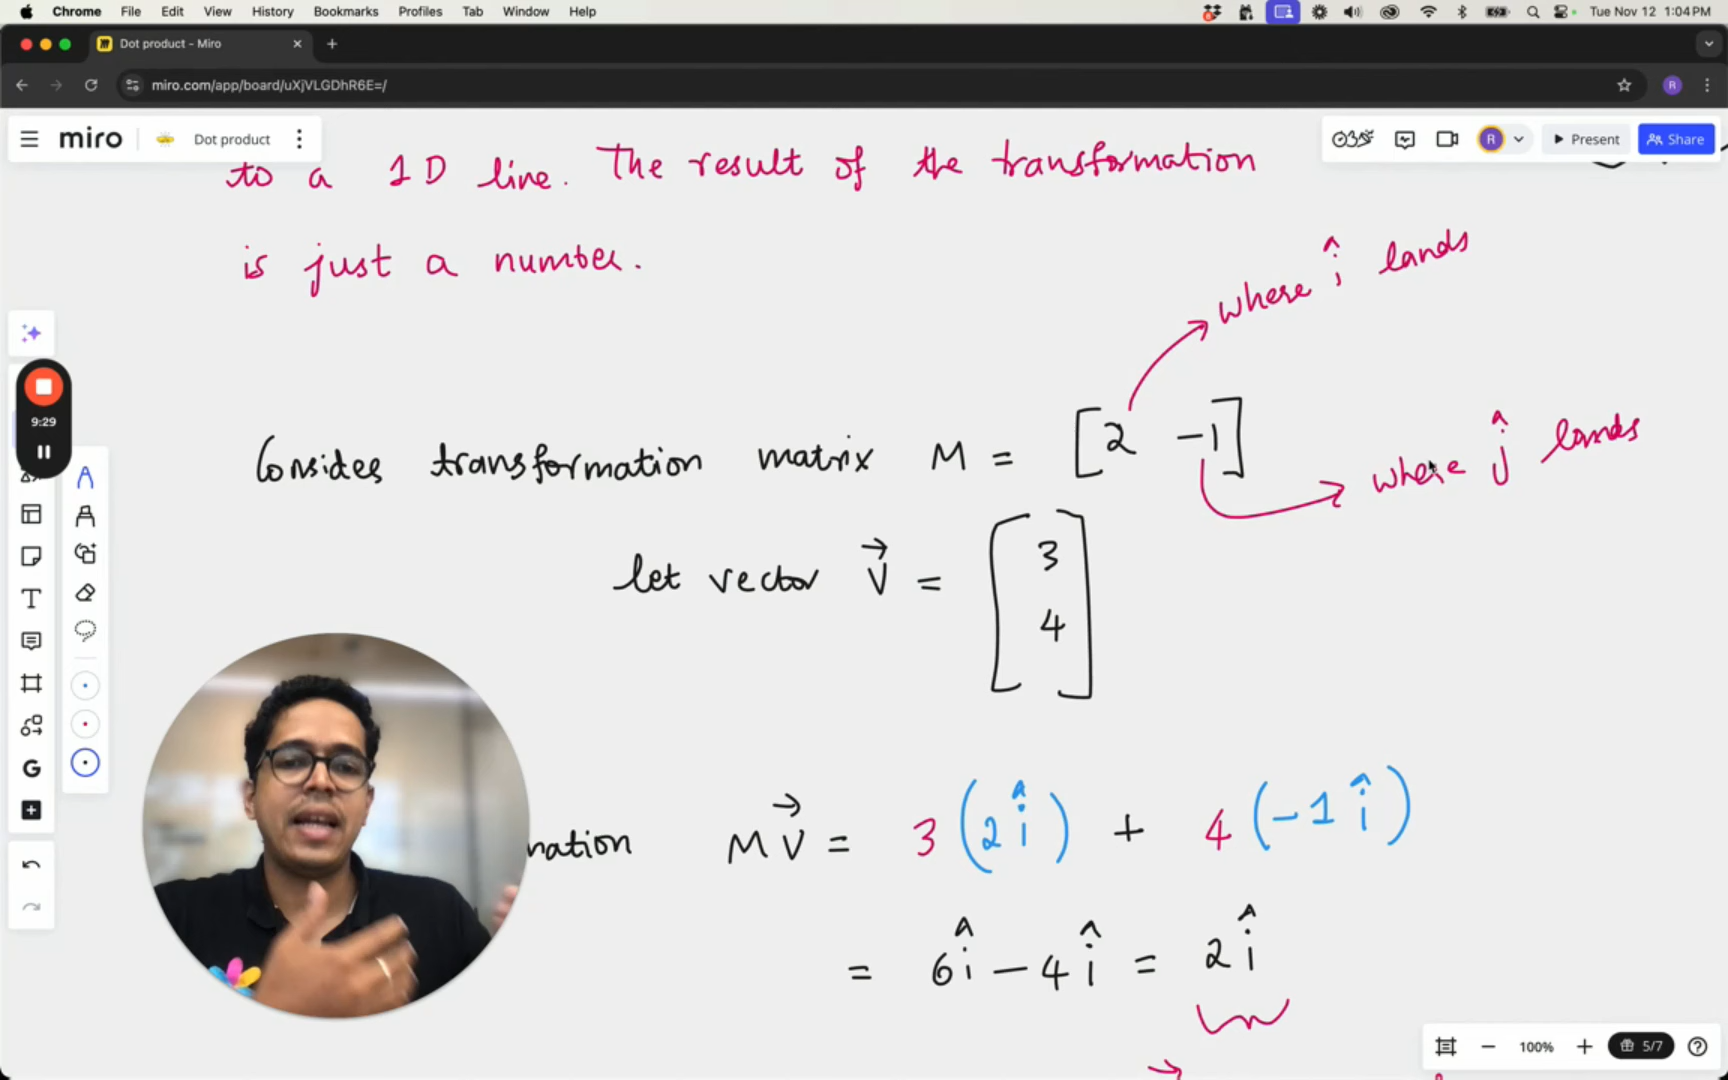 Chrome File Edit View History Bookmarks Profiles Tab Window Help Tue Nov 12 1:04 PM
Dot product - Miro
miro.com/app/board/uXjVLGDhR6E=/
R
miro Dot product
R Present Share
to a 1D line. The result of the transformation
is just a number.
where î lands
9:29
Consider transformation matrix M = [2 -1]
where ĵ lands
let vector v⃗ = [3
4]
Mv⃗ = 3(2î) + 4(-1î)
= 6î - 4î = 2î
100% 5/7